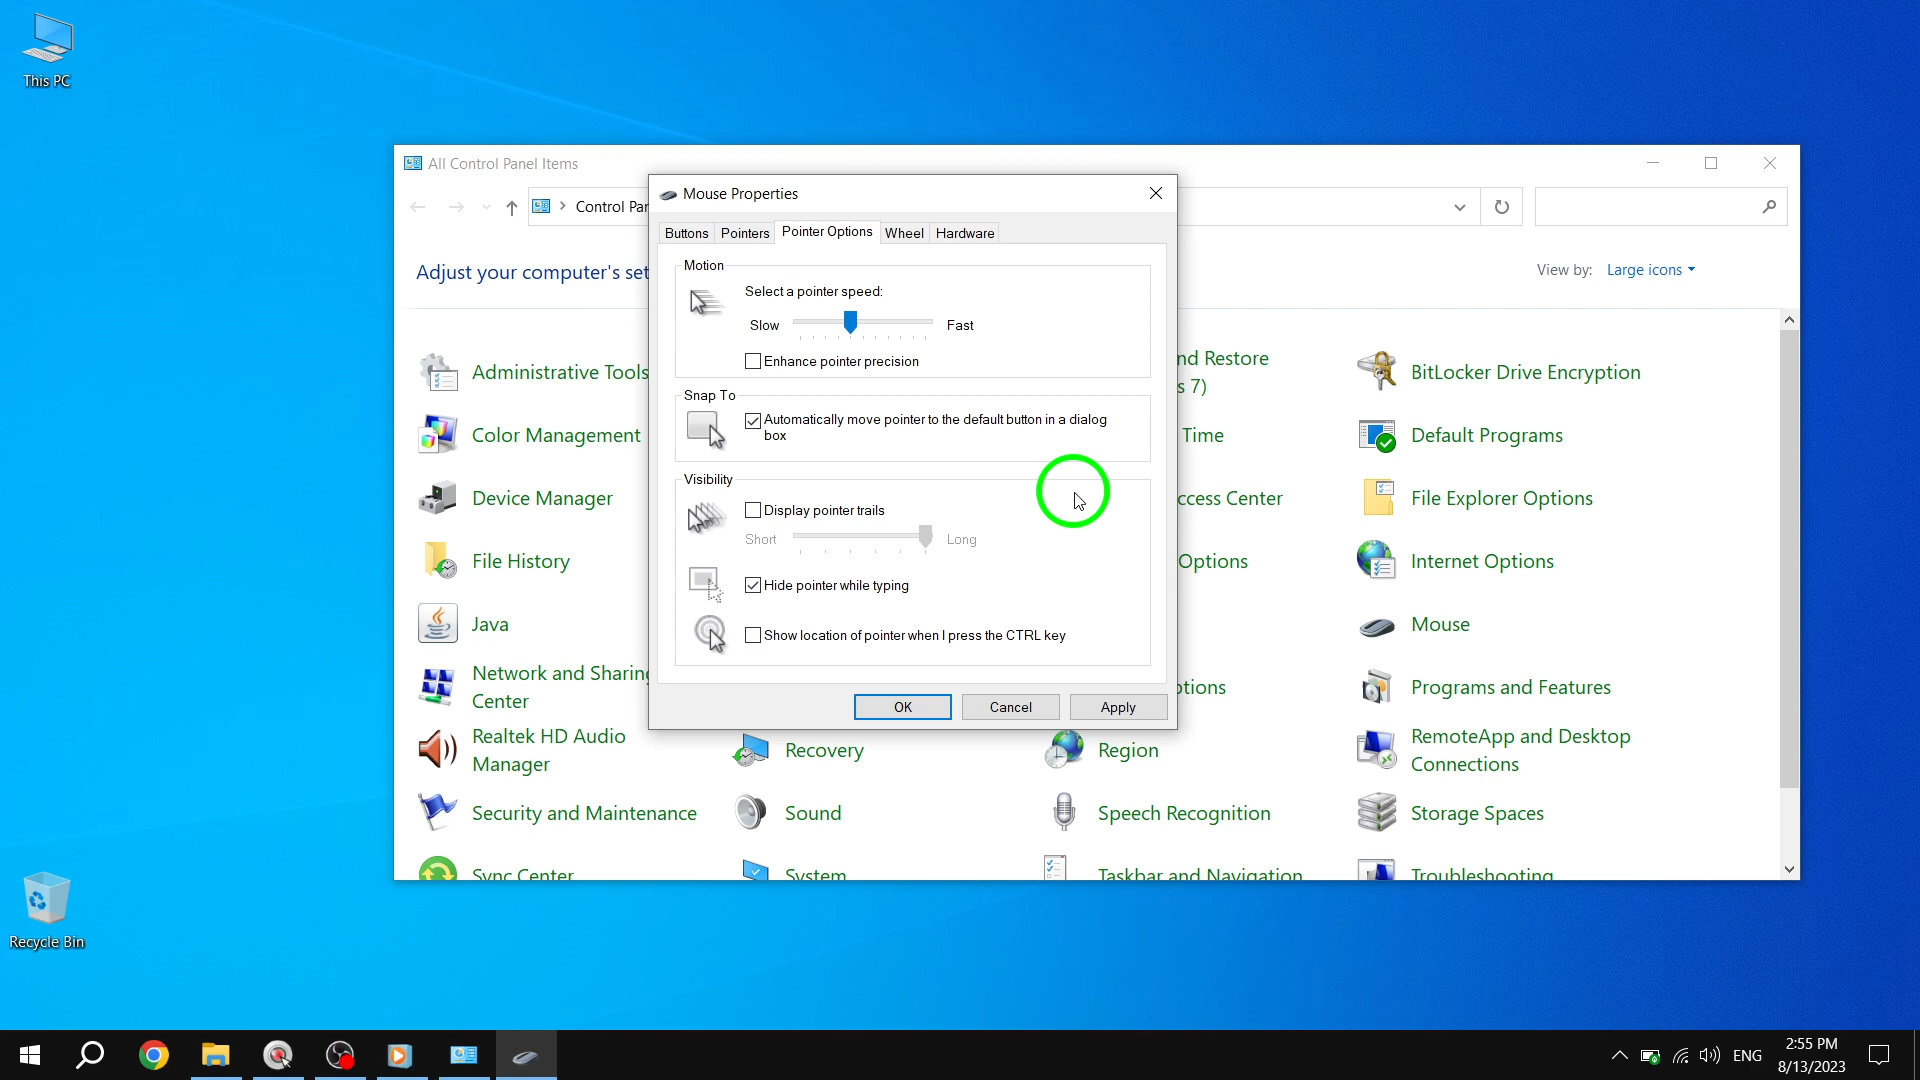 This PC
All Control Panel Items
Control Par
Adjust your computer's set
View by: Large icons
Mouse Properties
Buttons Pointers Pointer Options Wheel Hardware
Motion
Select a pointer speed:
Slow Fast
Enhance pointer precision
Snap To
Automatically move pointer to the default button in a dialog
box
Visibility
Display pointer trails
Short Long
Hide pointer while typing
Show location of pointer when I press the CTRL key
OK Cancel Apply
Administrative Tools
nd Restore
s 7)
BitLocker Drive Encryption
Color Management
Time
Default Programs
Device Manager
ccess Center
File Explorer Options
File History
Options
Internet Options
Java
Mouse
Network and Sharing
Center
ptions
Programs and Features
Realtek HD Audio
Manager
Recovery
Region
RemoteApp and Desktop
Connections
Security and Maintenance
Sound
Speech Recognition
Storage Spaces
Sync Center
System
Taskbar and Navigation
Troubleshooting
Recycle Bin
ENG
2:55 PM
8/13/2023